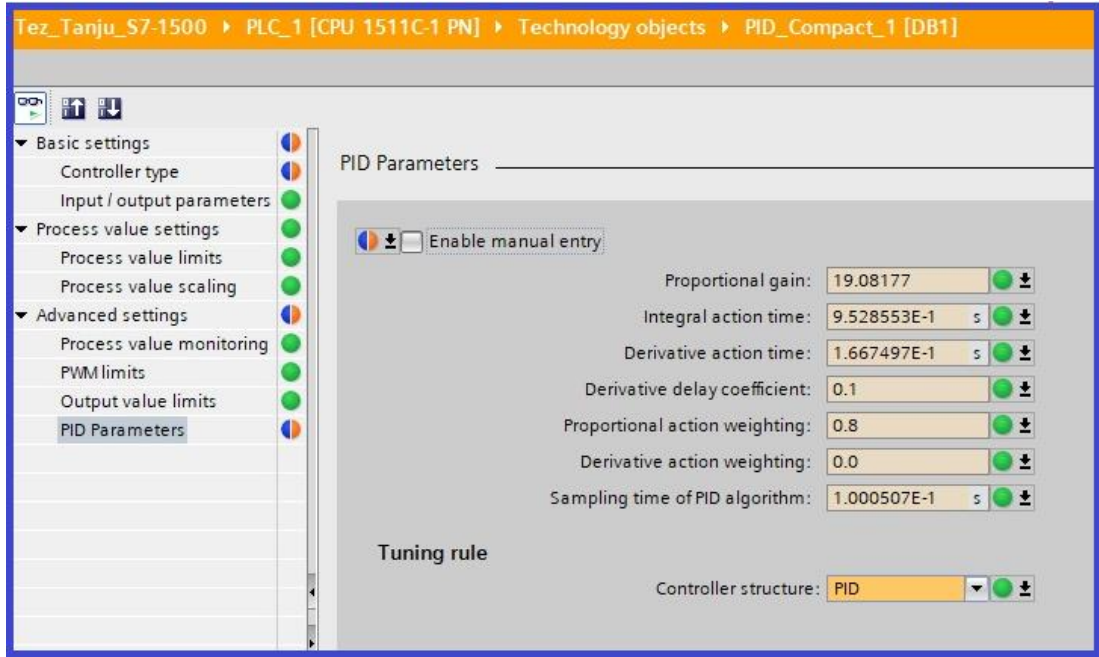 Tez_Tanju_S7-1500 ▸ PLC_1 [CPU 1511C-1 PN] ▸ Technology objects ▸ PID_Compact_1 [DB1]
Basic settings
Controller type
Input / output parameters
Process value settings
Process value limits
Process value scaling
Advanced settings
Process value monitoring
PWM limits
Output value limits
PID Parameters
PID Parameters
Enable manual entry
Proportional gain: 19.08177
Integral action time: 9.528553E-1 s
Derivative action time: 1.667497E-1 s
Derivative delay coefficient: 0.1
Proportional action weighting: 0.8
Derivative action weighting: 0.0
Sampling time of PID algorithm: 1.000507E-1 s
Tuning rule
Controller structure: PID